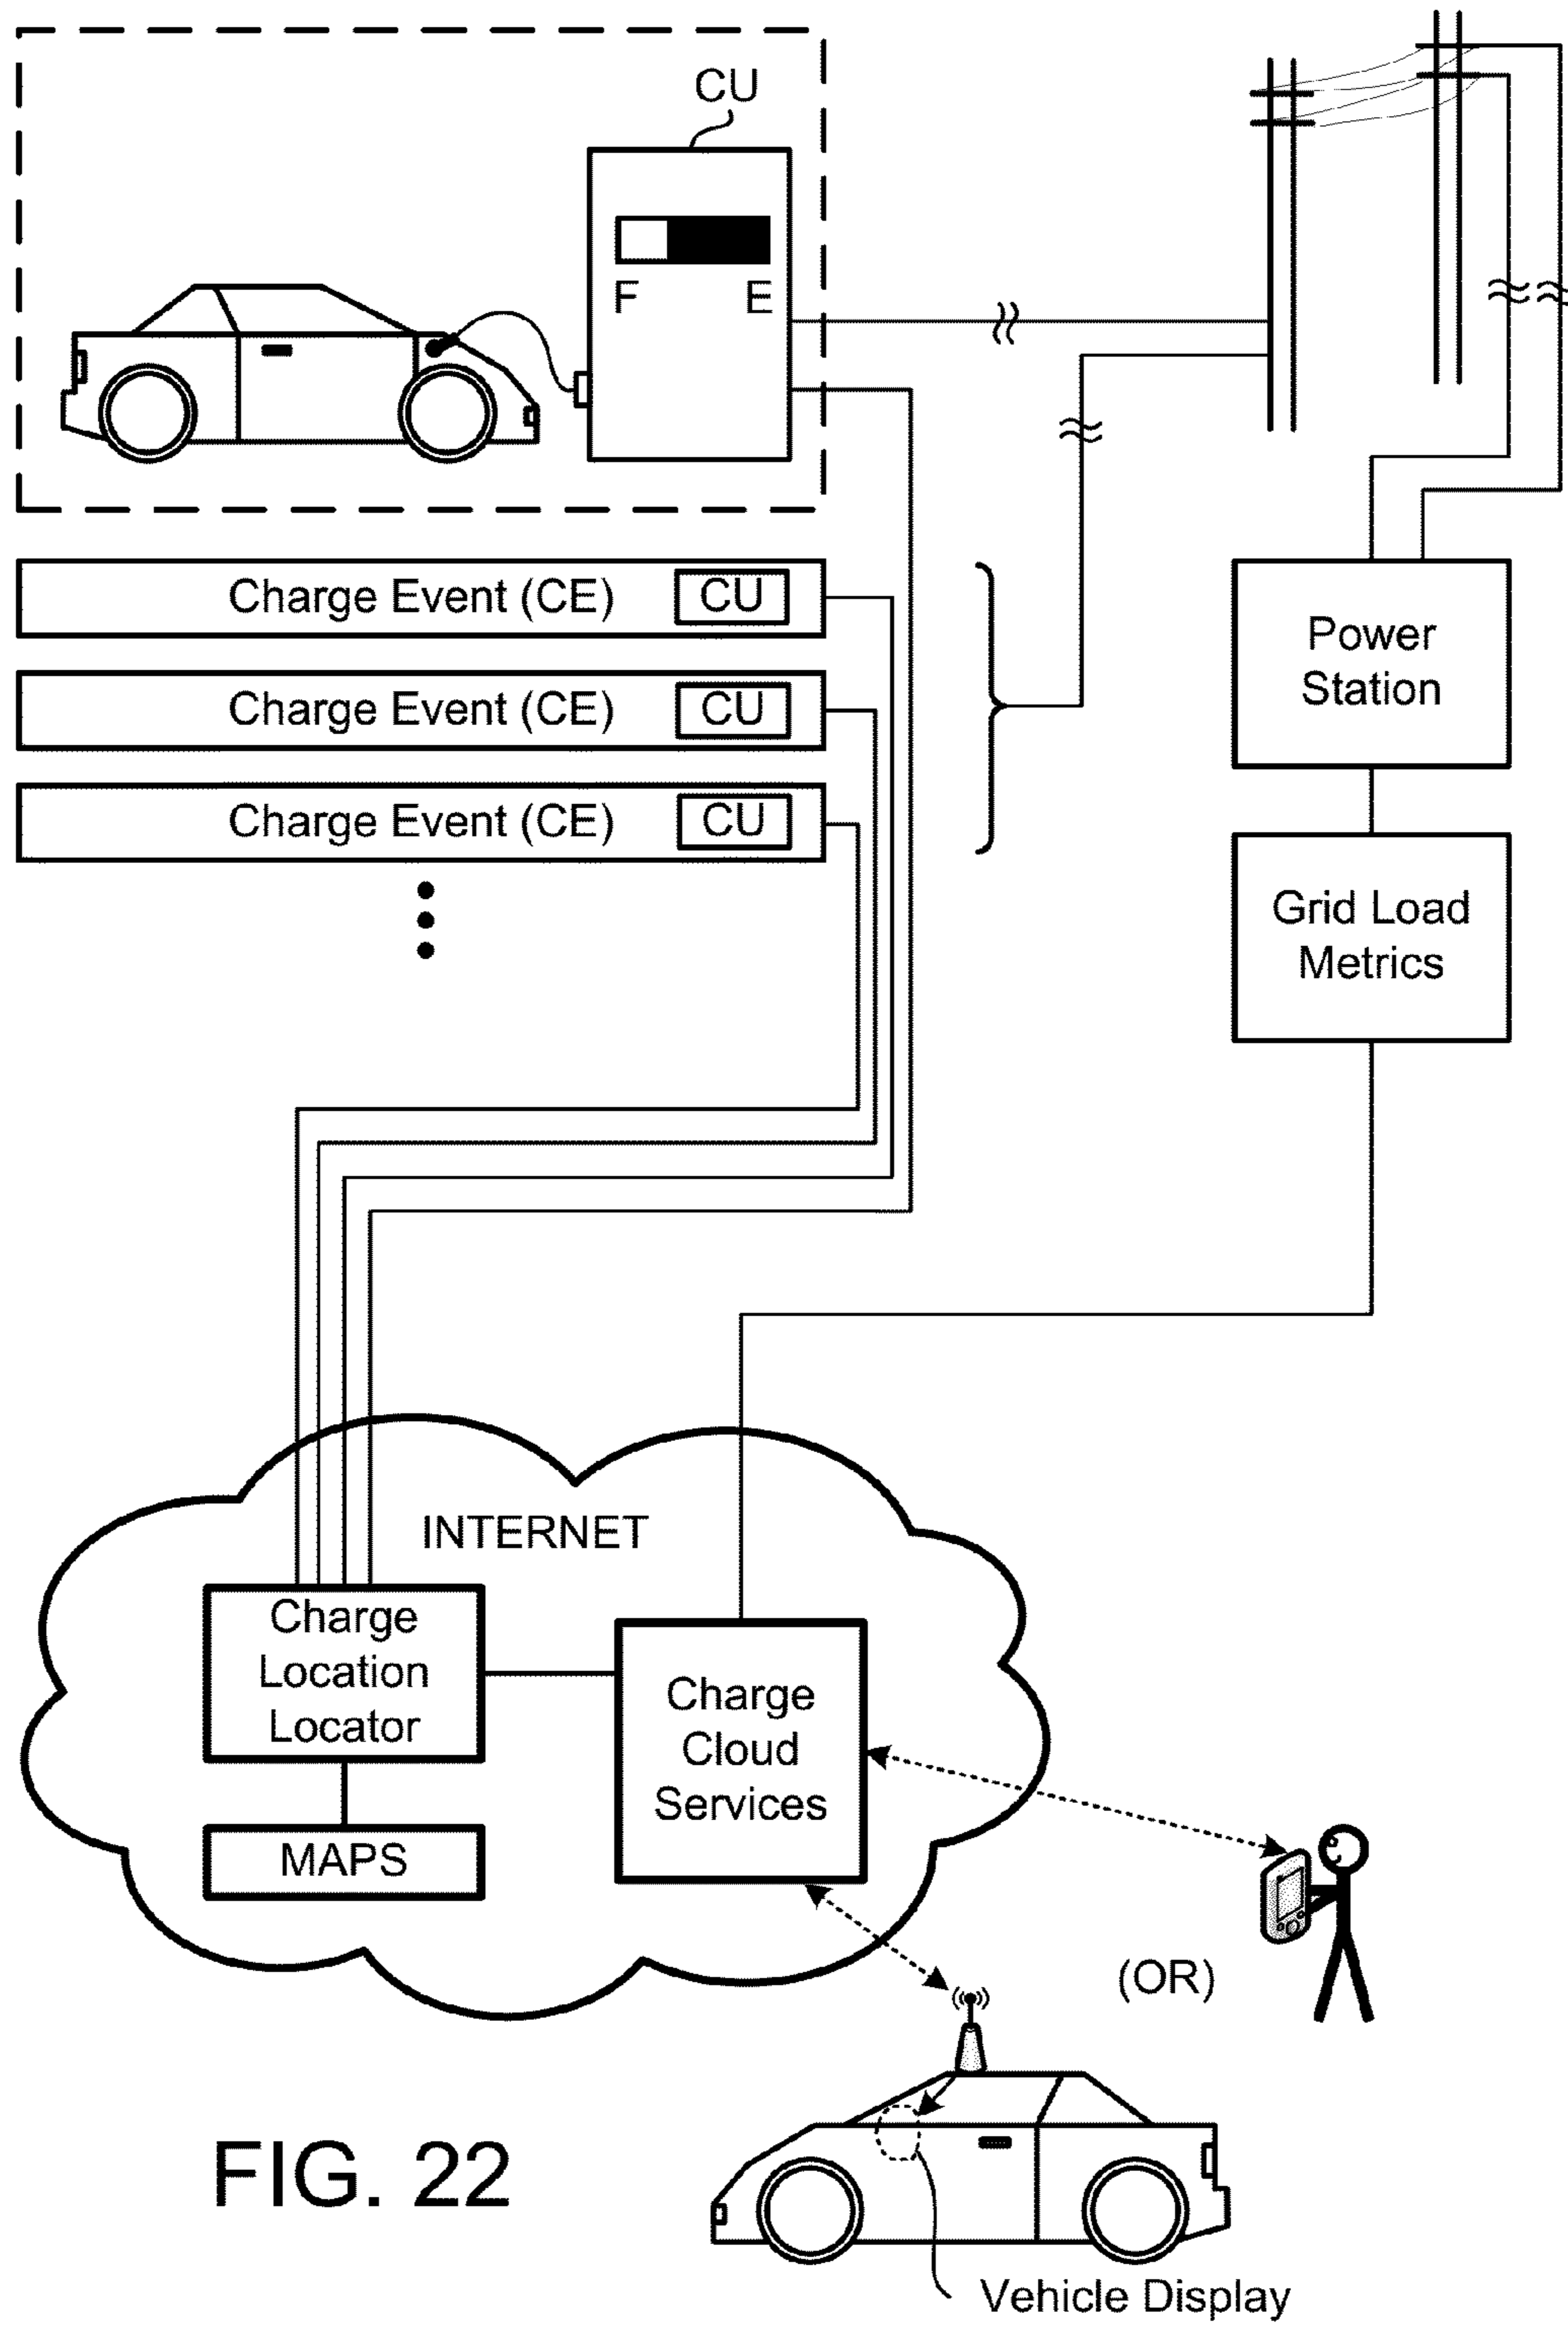 CU
F E
Charge Event (CE) CU
Charge Event (CE) CU
Charge Event (CE) CU
Power
Station
Grid Load
Metrics
INTERNET
Charge
Location
Locator
MAPS
Charge
Cloud
Services
(OR)
FIG. 22
Vehicle Display